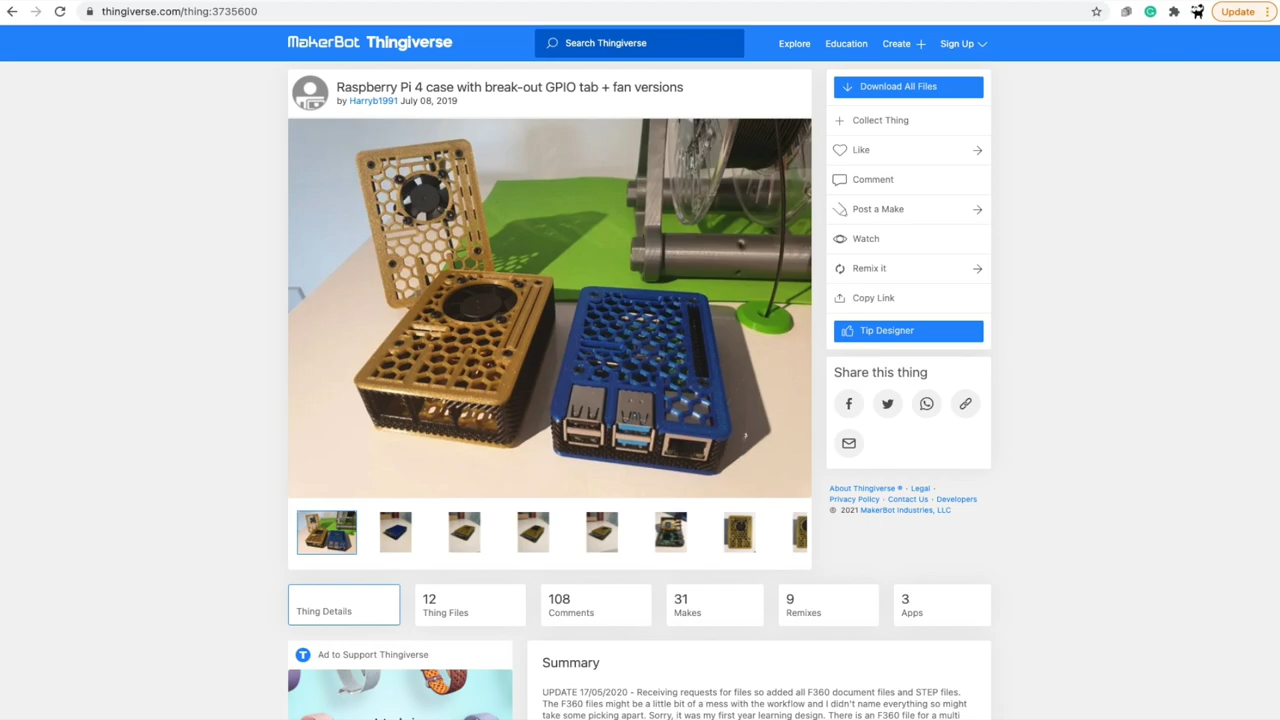 thingiverse.com/thing:3735600
Update
MakerBot Thingiverse
Search Thingiverse
Explore
Education
Create
Sign Up
Raspberry Pi 4 case with break-out GPIO tab + fan versions
by Harryb1991 July 08, 2019
Download All Files
Collect Thing
Like
Comment
Post a Make
Watch
Remix it
Copy Link
Tip Designer
Share this thing
About Thingiverse ® · Legal ·
Privacy Policy · Contact Us · Developers
© 2021 MakerBot Industries, LLC
Thing Details
12
Thing Files
108
Comments
31
Makes
9
Remixes
3
Apps
Ad to Support Thingiverse
Summary
UPDATE 17/05/2020 - Receiving requests for files so added all F360 document files and STEP files.
The F360 files might be a little bit of a mess with the workflow and I didn't name everything so might
take some picking apart. Sorry, it was my first year learning design. There is an F360 file for a multi